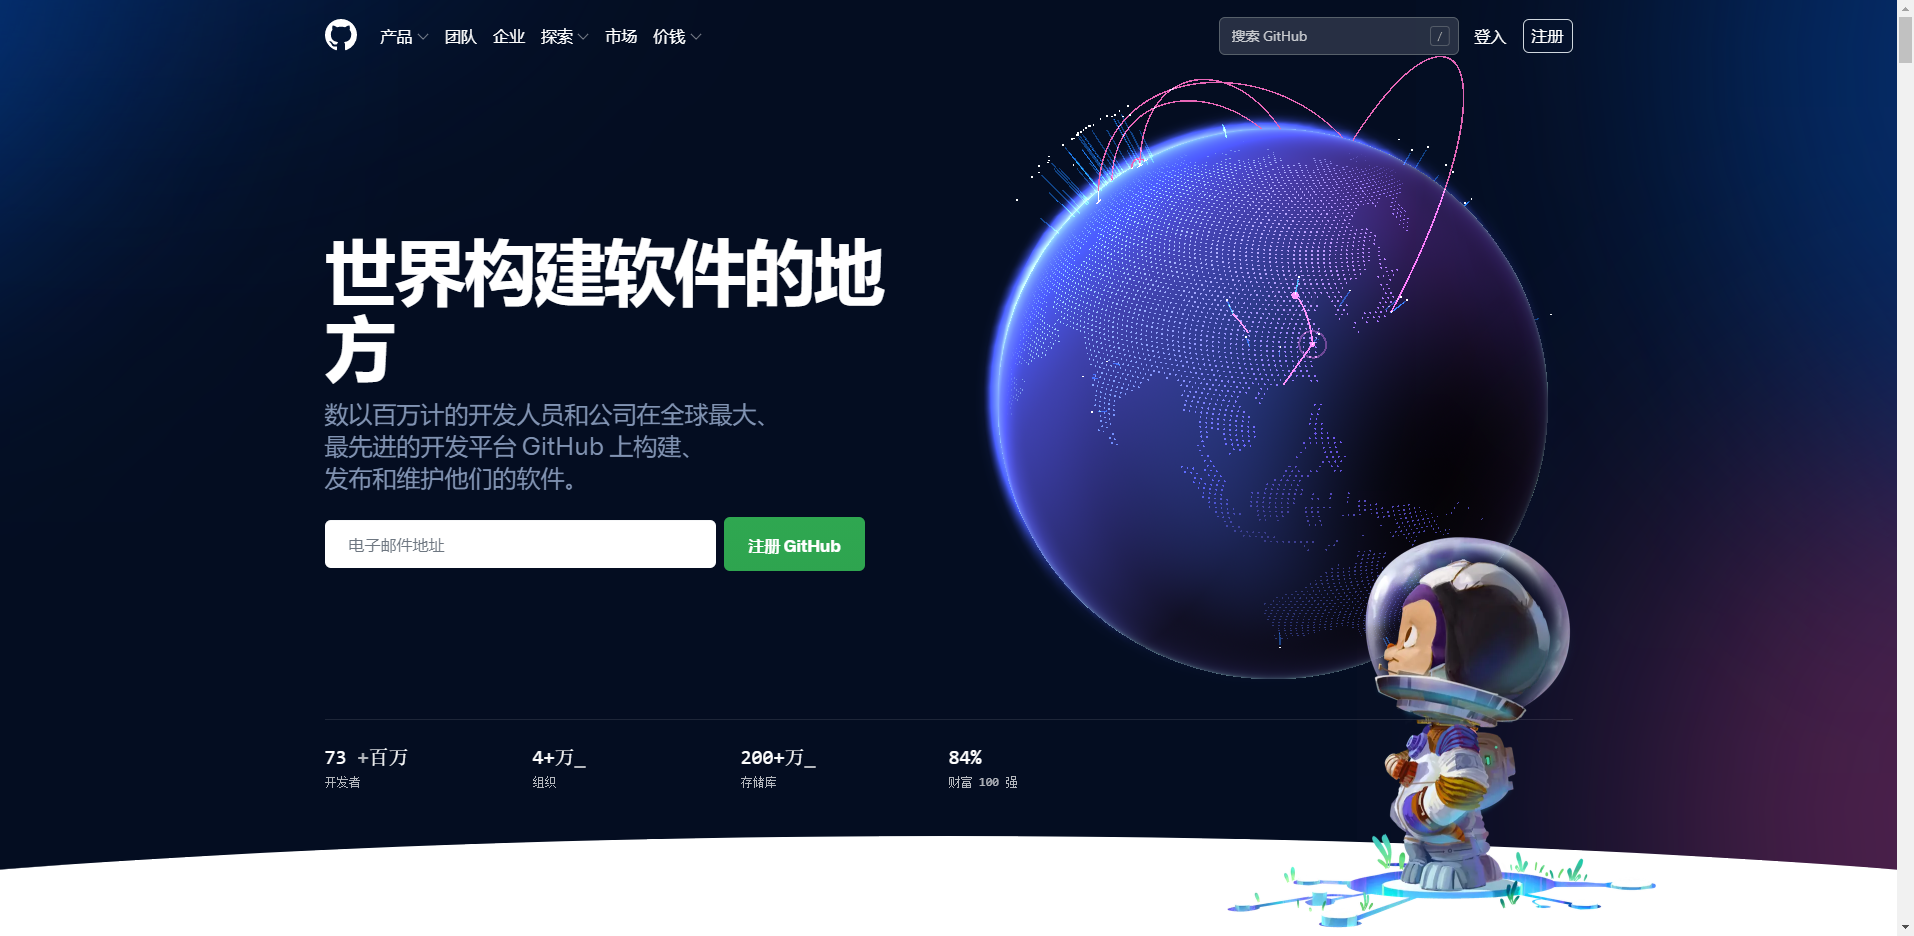 产品 团队 企业 探索 市场 价钱
搜索 GitHub / 登入 注册
世界构建软件的地
方
数以百万计的开发人员和公司在全球最大、
最先进的开发平台 GitHub 上构建、
发布和维护他们的软件。
电子邮件地址 注册 GitHub
73 +百万 4+万_ 200+万_ 84%
开发者 组织 存储库 财富 100 强